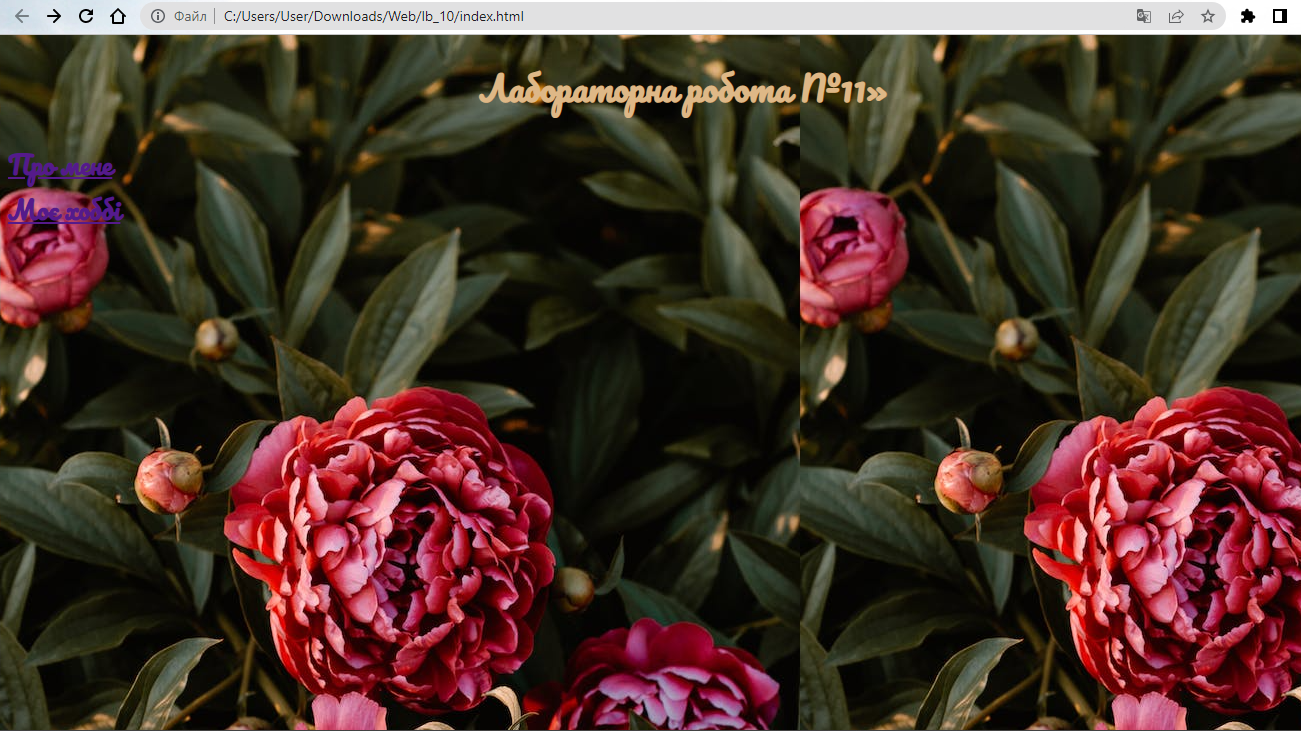 Файл
C:/Users/User/Downloads/Web/lb_10/index.html
Лабораторна робота №11»
Про мене
Моє хоббі